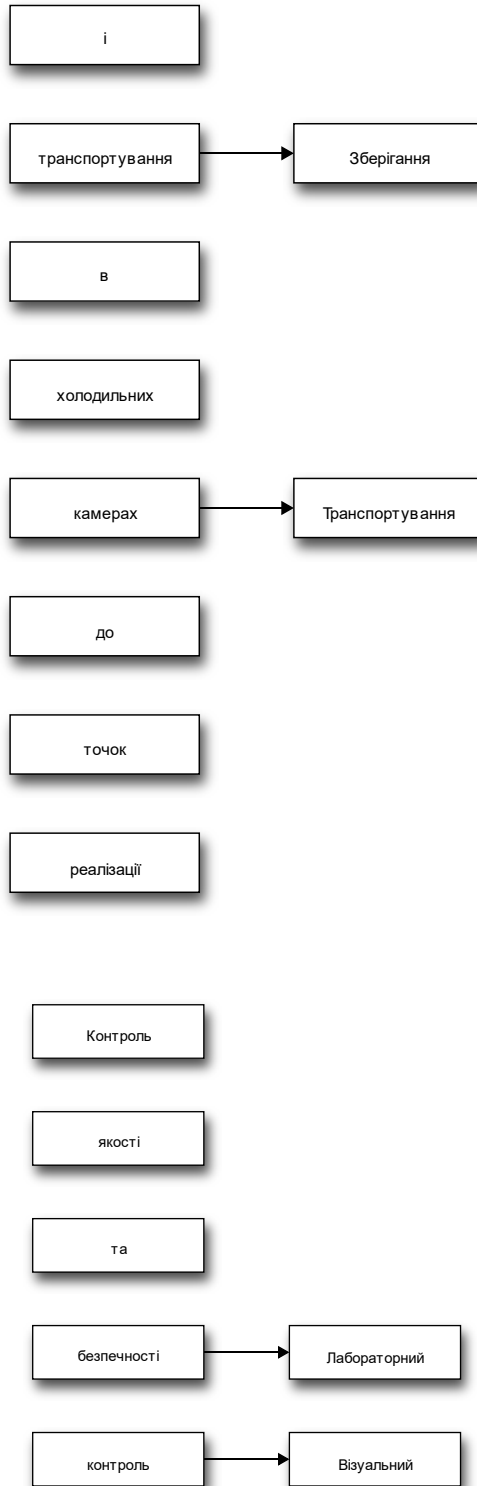 і
транспортування
Зберігання
в
холодильних
камерах
Транспортування
до
точок
реалізації
Контроль
якості
та
безпечності
Лабораторний
контроль
Візуальний